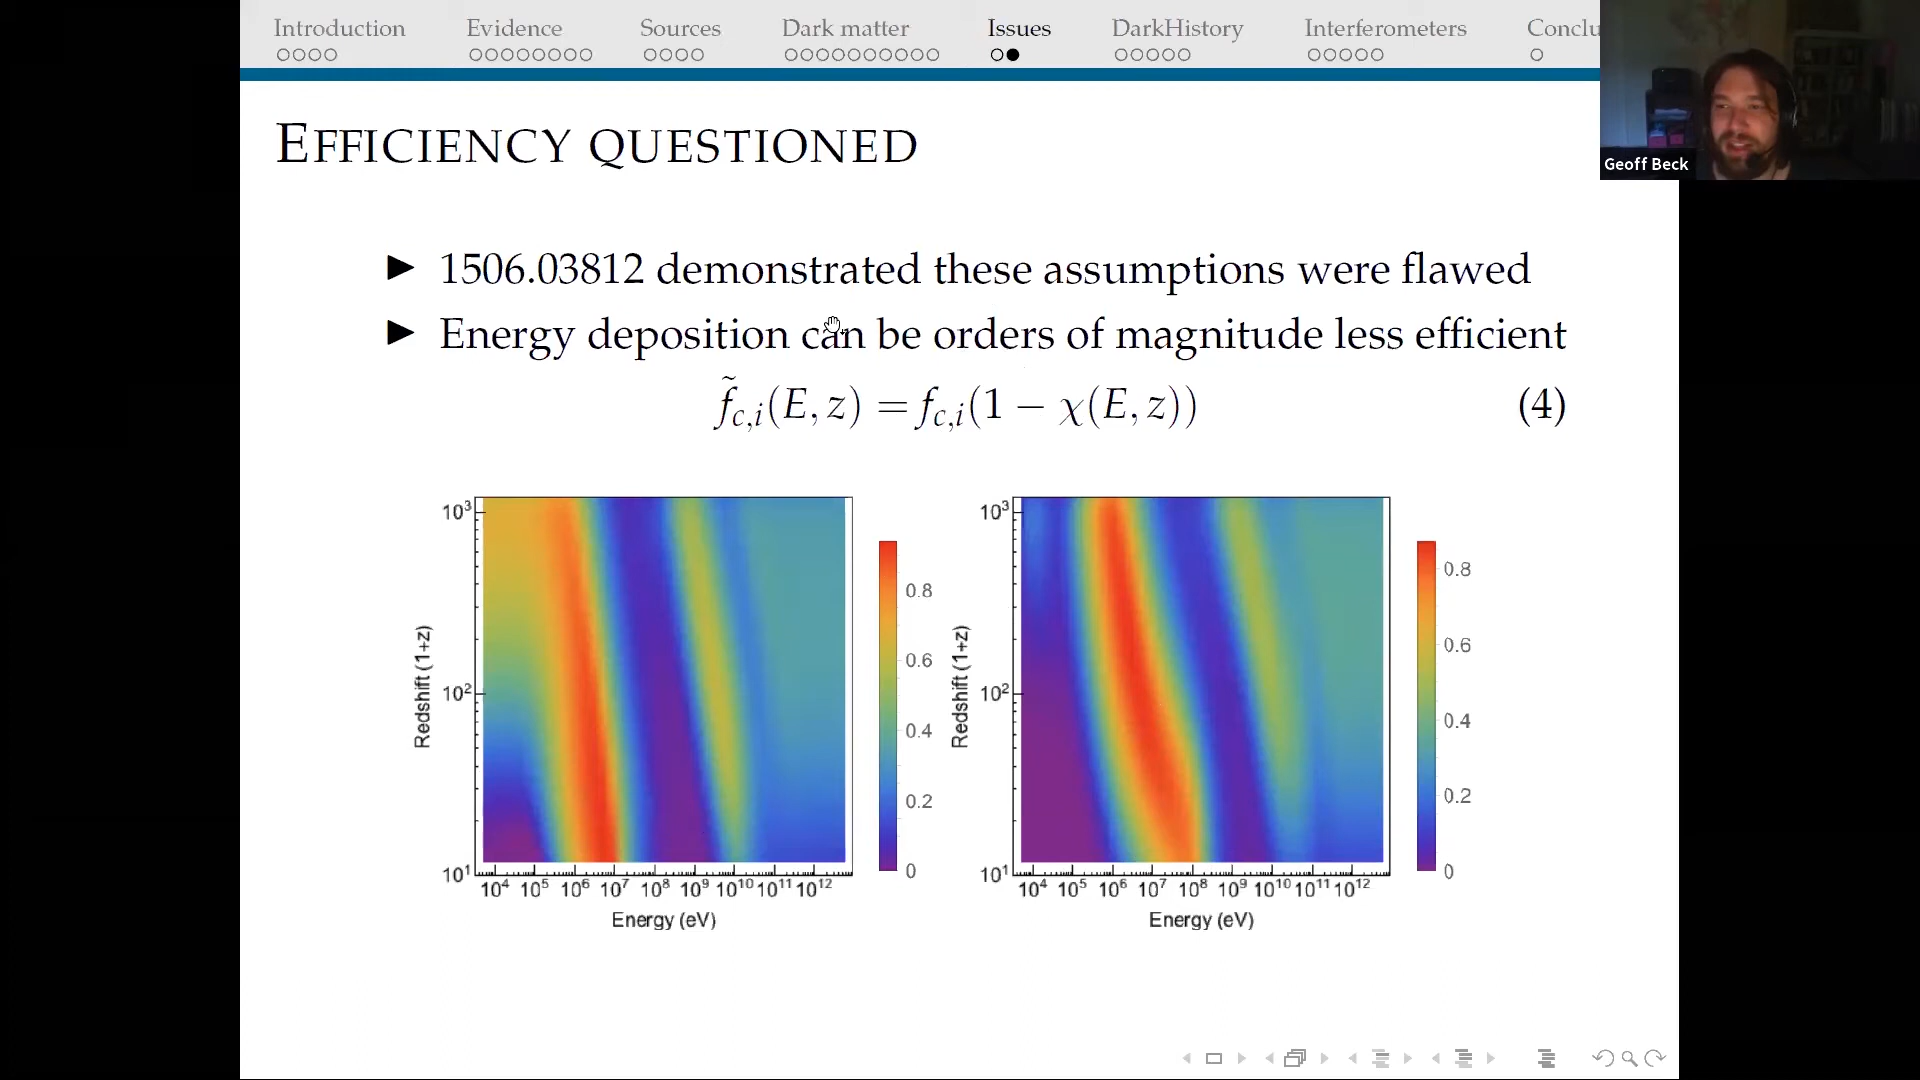 Introduction Evidence Sources Dark matter Issues DarkHistory Interferometers Conclu
Geoff Beck
EFFICIENCY QUESTIONED
▶ 1506.03812 demonstrated these assumptions were flawed
▶ Energy deposition can be orders of magnitude less efficient
f̃_{c,i}(E, z) = f_{c,i}(1 − χ(E, z)) (4)
Redshift (1+z)
10³
10²
10¹
10⁴ 10⁵ 10⁶ 10⁷ 10⁸ 10⁹ 10¹⁰ 10¹¹ 10¹²
Energy (eV)
0.8
0.6
0.4
0.2
0
Redshift (1+z)
10³
10²
10¹
10⁴ 10⁵ 10⁶ 10⁷ 10⁸ 10⁹ 10¹⁰ 10¹¹ 10¹²
Energy (eV)
0.8
0.6
0.4
0.2
0